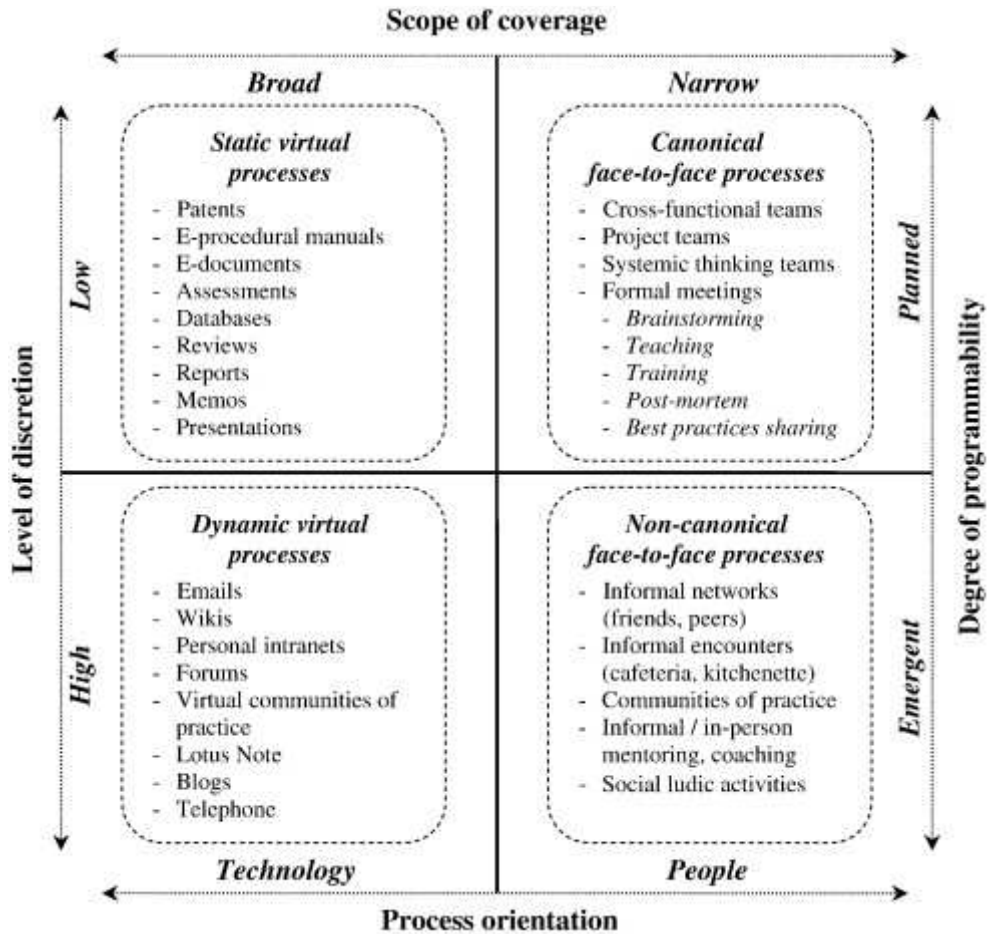 Scope of coverage
Broad
Narrow
Static virtual
processes
- Patents
- E-procedural manuals
- E-documents
- Assessments
- Databases
- Reviews
- Reports
- Memos
- Presentations
Canonical
face-to-face processes
- Cross-functional teams
- Project teams
- Systemic thinking teams
- Formal meetings
- Brainstorming
- Teaching
- Training
- Post-mortem
- Best practices sharing
Low
Planned
Level of discretion
Degree of programmability
Dynamic virtual
processes
- Emails
- Wikis
- Personal intranets
- Forums
- Virtual communities of
practice
- Lotus Note
- Blogs
- Telephone
Non-canonical
face-to-face processes
- Informal networks
(friends, peers)
- Informal encounters
(cafeteria, kitchenette)
- Communities of practice
- Informal / in-person
mentoring, coaching
- Social ludic activities
High
Emergent
Technology
People
Process orientation